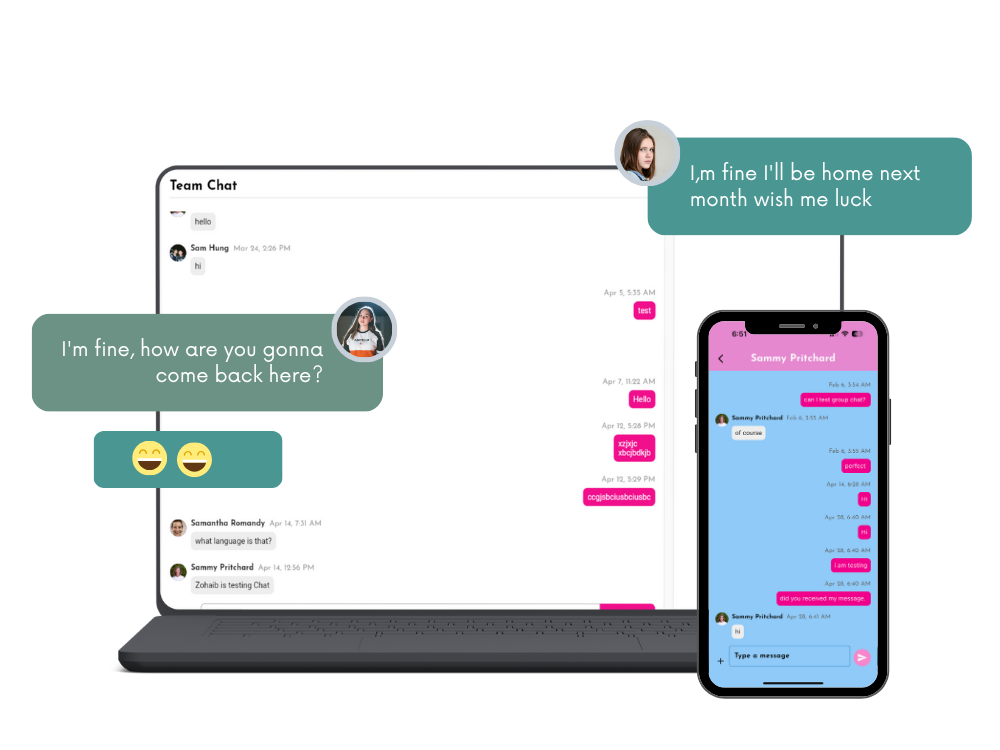 I,m fine I'll be home next
month wish me luck
Team Chat
hello
Sam Hung Mar 24, 2:26 PM
hi
Apr 5, 5:35 AM
test
I'm fine, how are you gonna
come back here?
Apr 7, 11:22 AM
Hello
Apr 12, 5:28 PM
xzjxjc
xbcjbdkjb
Apr 12, 5:29 PM
ccgjsbciusbciusbc
Samantha Romandy Apr 14, 7:31 AM
what language is that?
Sammy Pritchard Apr 14, 12:56 PM
Zohaib is testing Chat
6:51
Sammy Pritchard
Feb 6, 3:54 AM
can I test group chat?
Sammy Pritchard Feb 6, 3:55 AM
of course
Feb 6, 3:55 AM
perfect
Apr 14, 6:28 AM
Hi
Apr 28, 6:40 AM
Hi
Apr 28, 6:40 AM
i am testing
Apr 28, 6:40 AM
did you received my message.
Sammy Pritchard Apr 28, 6:41 AM
hi
+ Type a message